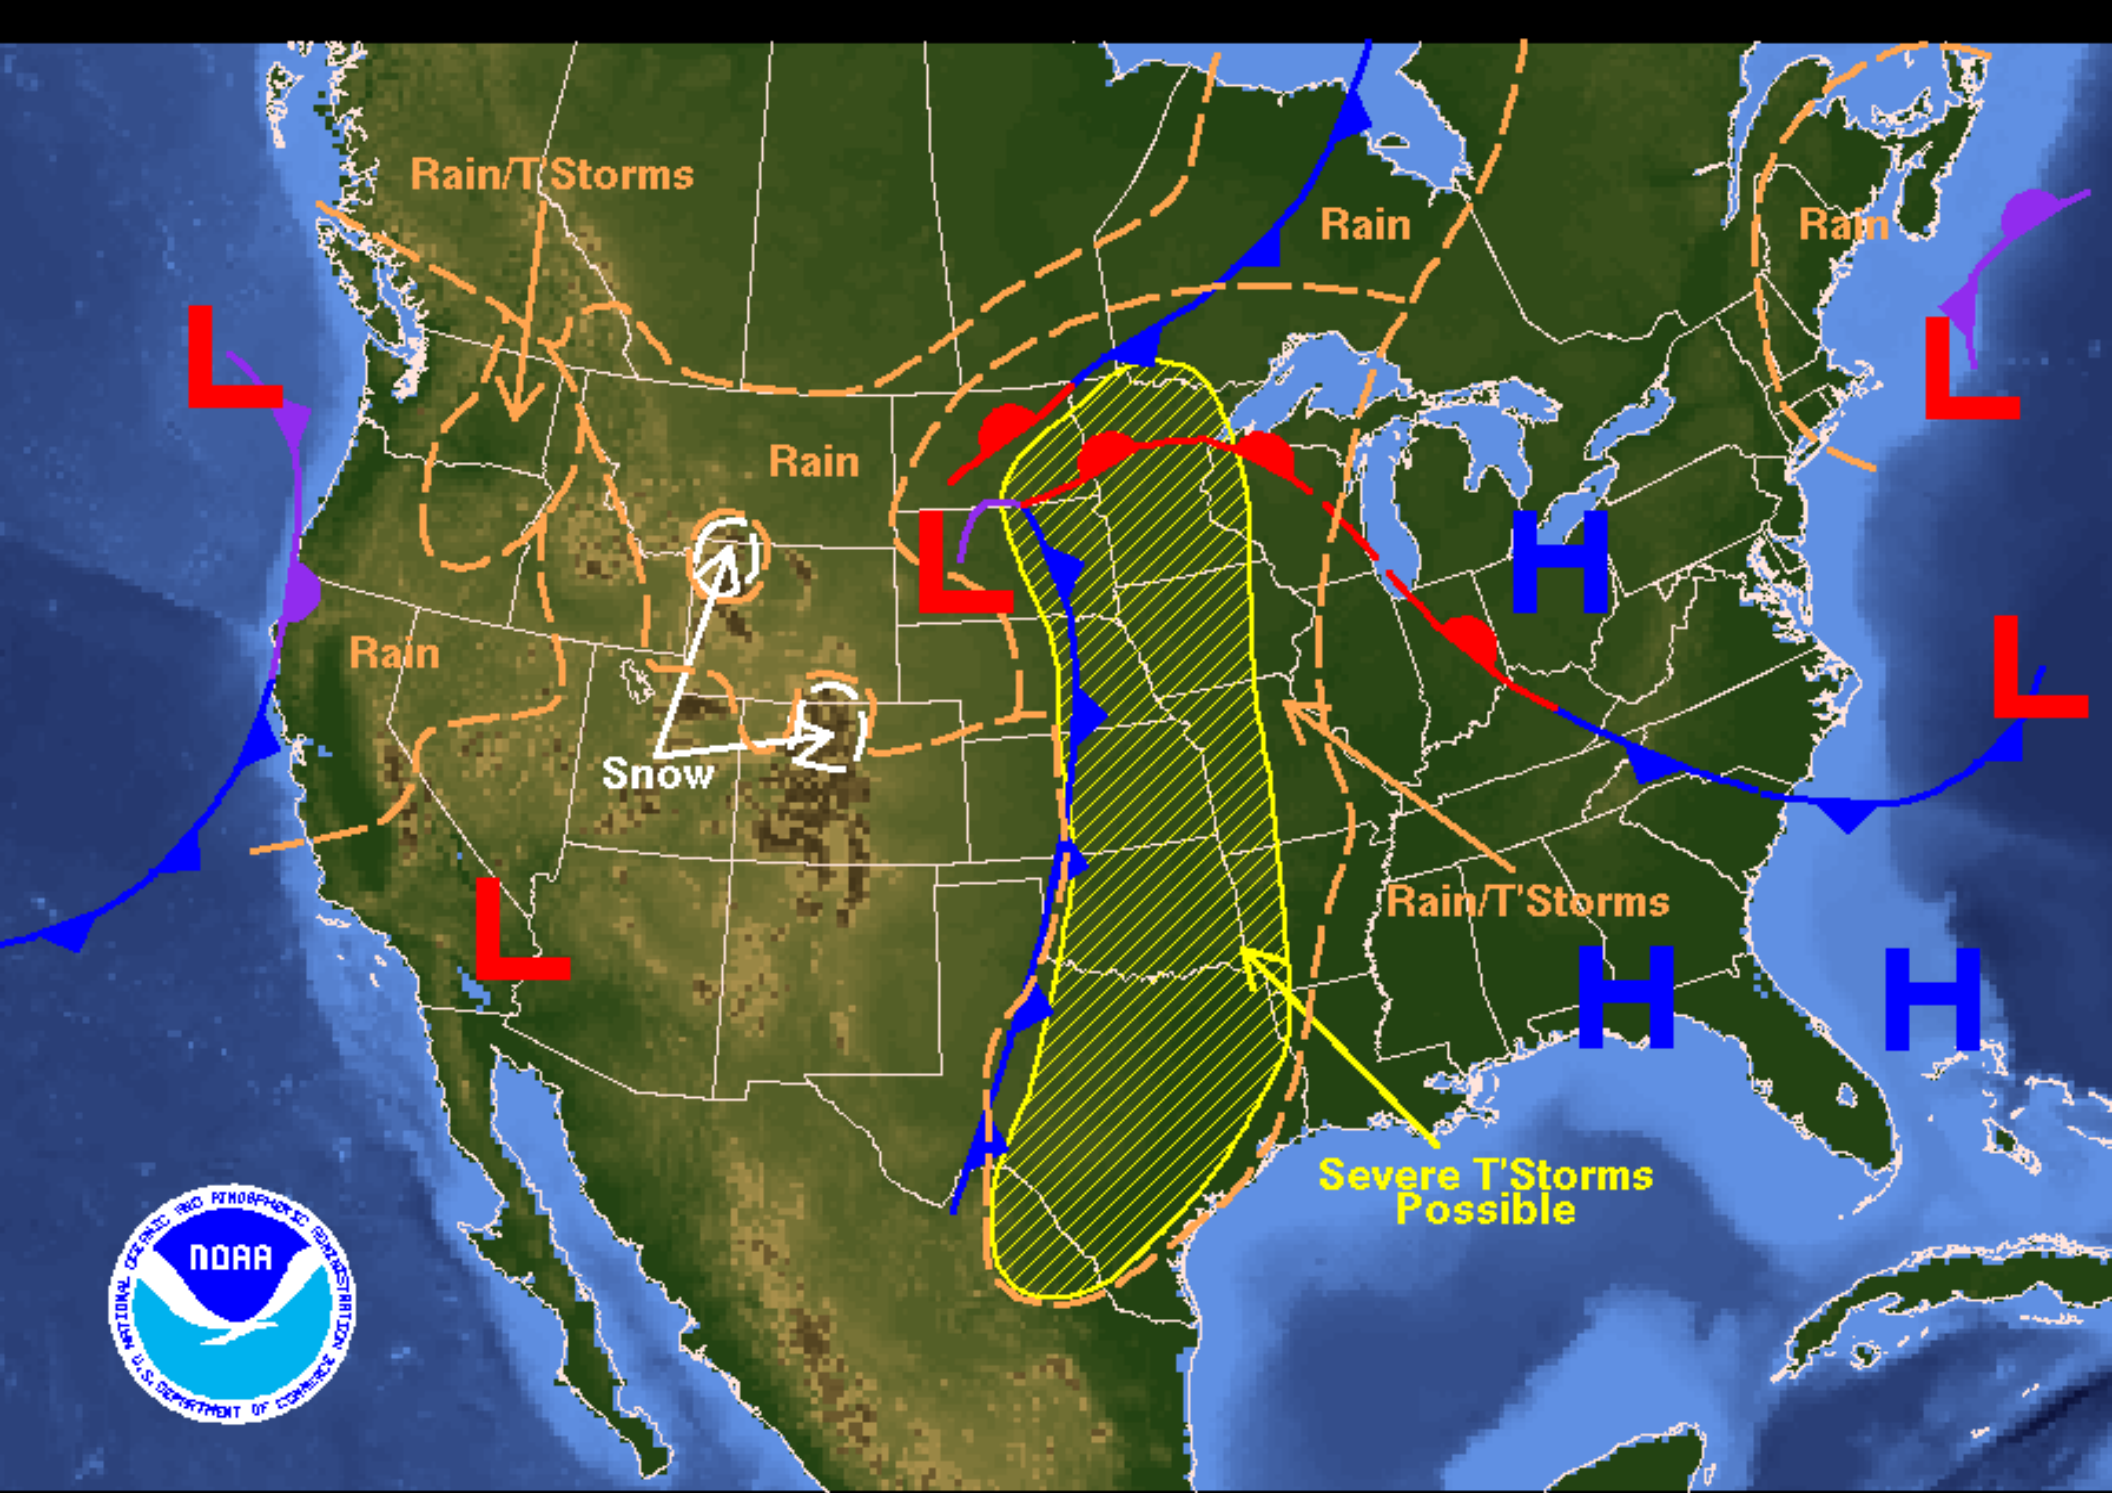 Rain/T'Storms
Rain
Rain
L
L
Rain
L
H
Rain
L
Snow
L
Rain/T'Storms
H
H
Severe T'Storms
Possible
NATIONAL OCEANIC AND ATMOSPHERIC ADMINISTRATION
NOAA
U.S. DEPARTMENT OF COMMERCE